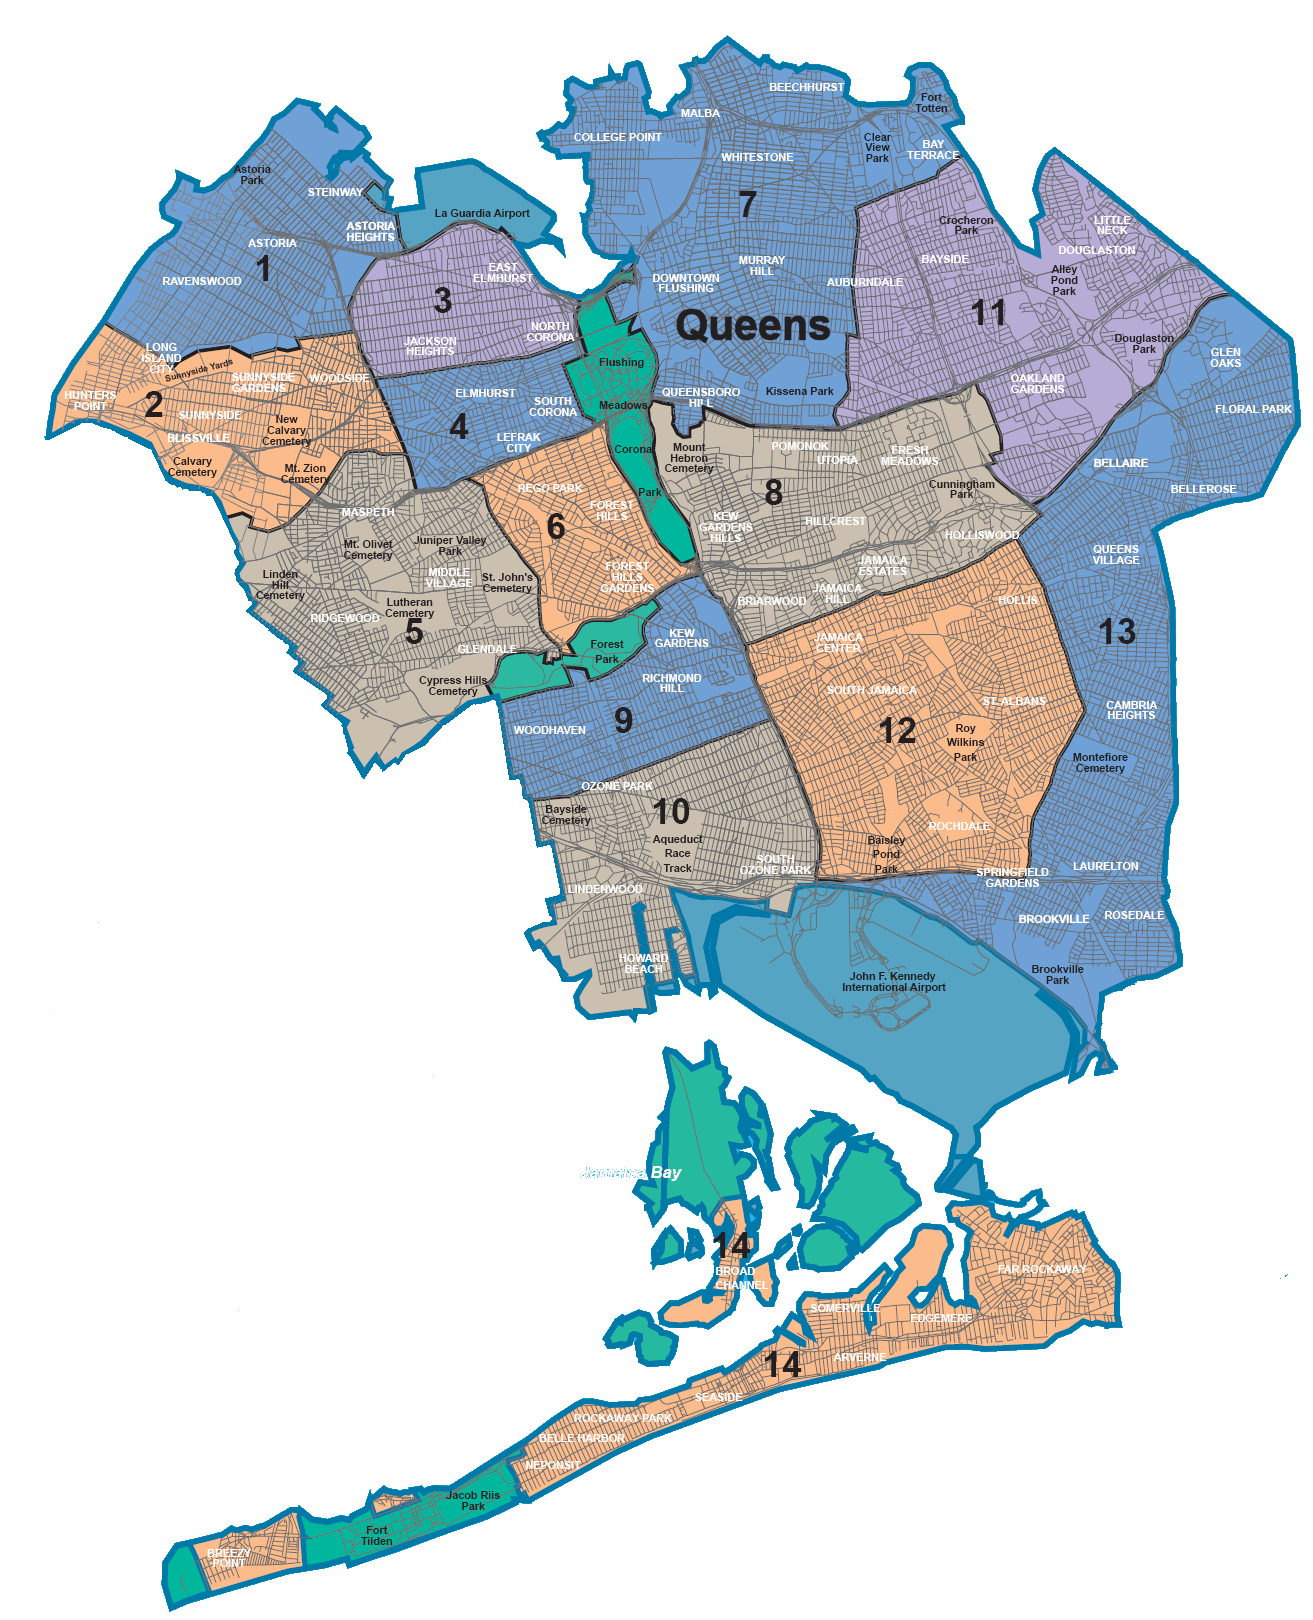 BEECHHURST
Fort
Totten
MALBA
COLLEGE POINT
Clear
View
Park
BAY
TERRACE
WHITESTONE
Astoria
Park
STEINWAY
7
La Guardia Airport
ASTORIA
HEIGHTS
Crocheron
Park
LITTLE
NECK
ASTORIA
DOUGLASTON
1
RAVENSWOOD
EAST
ELMHURST
MURRAY
HILL
BAYSIDE
Alley
Pond
Park
DOWNTOWN
FLUSHING
AUBURNDALE
3
11
Queens
NORTH
CORONA
JACKSON
HEIGHTS
Douglaston
Park
LONG
ISLAND
CITY
Sunnyside Yards
SUNNYSIDE
GARDENS
WOODSIDE
Flushing
Meadows
Corona
Park
GLEN
OAKS
HUNTERS
POINT
2
SUNNYSIDE
ELMHURST
SOUTH
CORONA
QUEENSBORO
HILL
Kissena Park
OAKLAND
GARDENS
FLORAL PARK
4
New
Calvary
Cemetery
BLISSVILLE
LEFRAK
CITY
Calvary
Cemetery
Mt. Zion
Cemetery
Mount
Hebron
Cemetery
POMONOK
UTOPIA
FRESH
MEADOWS
BELLAIRE
BELLEROSE
REGO PARK
8
Cunningham
Park
MASPETH
FOREST
HILLS
6
KEW
GARDENS
HILLS
HILLCREST
HOLLISWOOD
Mt. Olivet
Cemetery
Juniper Valley
Park
QUEENS
VILLAGE
Linden
Hill
Cemetery
MIDDLE
VILLAGE
St. John's
Cemetery
FOREST
HILLS
GARDENS
JAMAICA
ESTATES
JAMAICA
HILL
BRIARWOOD
HOLLIS
Lutheran
Cemetery
RIDGEWOOD
5
13
GLENDALE
Forest
Park
KEW
GARDENS
JAMAICA
CENTER
Cypress Hills
Cemetery
RICHMOND
HILL
SOUTH JAMAICA
ST. ALBANS
CAMBRIA
HEIGHTS
WOODHAVEN
9
12
Roy
Wilkins
Park
Montefiore
Cemetery
OZONE PARK
Bayside
Cemetery
10
Aqueduct
Race
Track
ROCHDALE
Baisley
Pond
Park
SOUTH
OZONE PARK
SPRINGFIELD
GARDENS
LAURELTON
LINDENWOOD
BROOKVILLE
ROSEDALE
HOWARD
BEACH
John F. Kennedy
International Airport
Brookville
Park
Jamaica Bay
14
BROAD
CHANNEL
FAR ROCKAWAY
SOMERVILLE
EDGEMERE
14
ARVERNE
SEASIDE
ROCKAWAY PARK
BELLE HARBOR
NEPONSIT
Jacob Riis
Park
Fort
Tilden
BREEZY
POINT